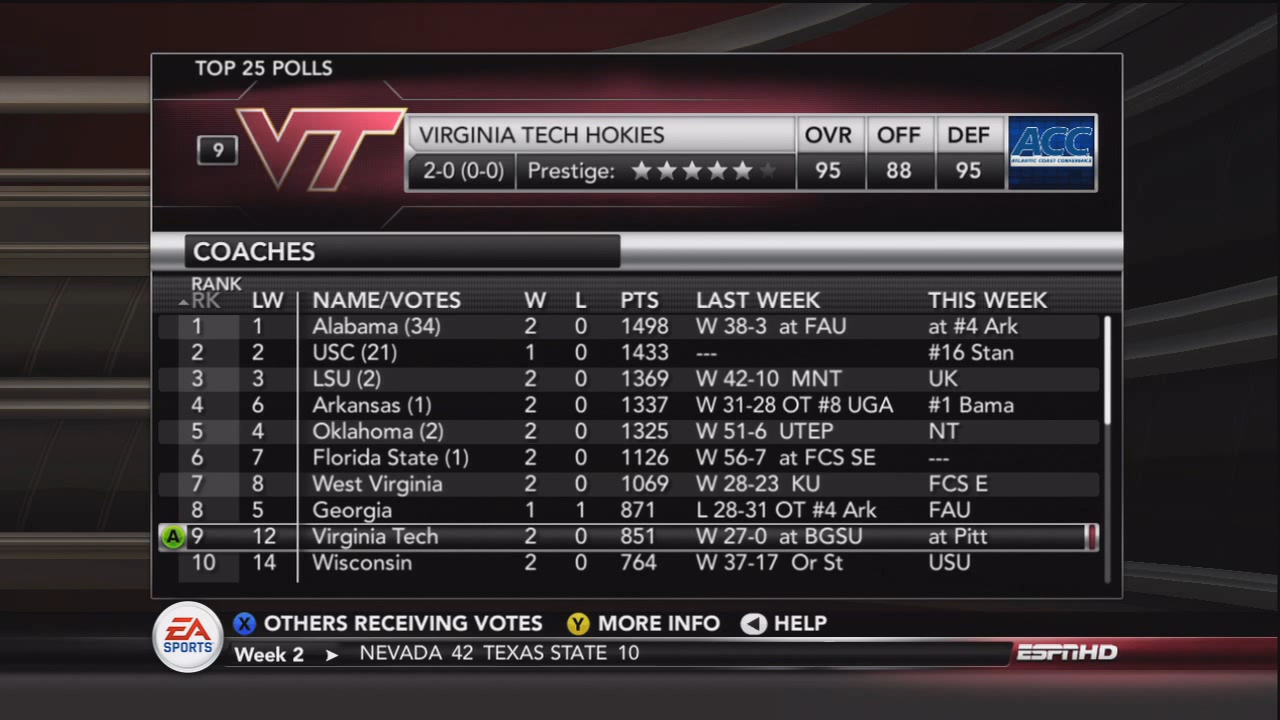 TOP 25 POLLS
9 VT VIRGINIA TECH HOKIES OVR OFF DEF ACC
ATLANTIC COAST CONFERENCE
2-0 (0-0) Prestige: 95 88 95
COACHES
RANK
RK LW NAME/VOTES W L PTS LAST WEEK THIS WEEK
1 1 Alabama (34) 2 0 1498 W 38-3 at FAU at #4 Ark
2 2 USC (21) 1 0 1433 --- #16 Stan
3 3 LSU (2) 2 0 1369 W 42-10 MNT UK
4 6 Arkansas (1) 2 0 1337 W 31-28 OT #8 UGA #1 Bama
5 4 Oklahoma (2) 2 0 1325 W 51-6 UTEP NT
6 7 Florida State (1) 2 0 1126 W 56-7 at FCS SE ---
7 8 West Virginia 2 0 1069 W 28-23 KU FCS E
8 5 Georgia 1 1 871 L 28-31 OT #4 Ark FAU
A 9 12 Virginia Tech 2 0 851 W 27-0 at BGSU at Pitt
10 14 Wisconsin 2 0 764 W 37-17 Or St USU
X OTHERS RECEIVING VOTES Y MORE INFO HELP
EA SPORTS
Week 2 NEVADA 42 TEXAS STATE 10 ESPNHD